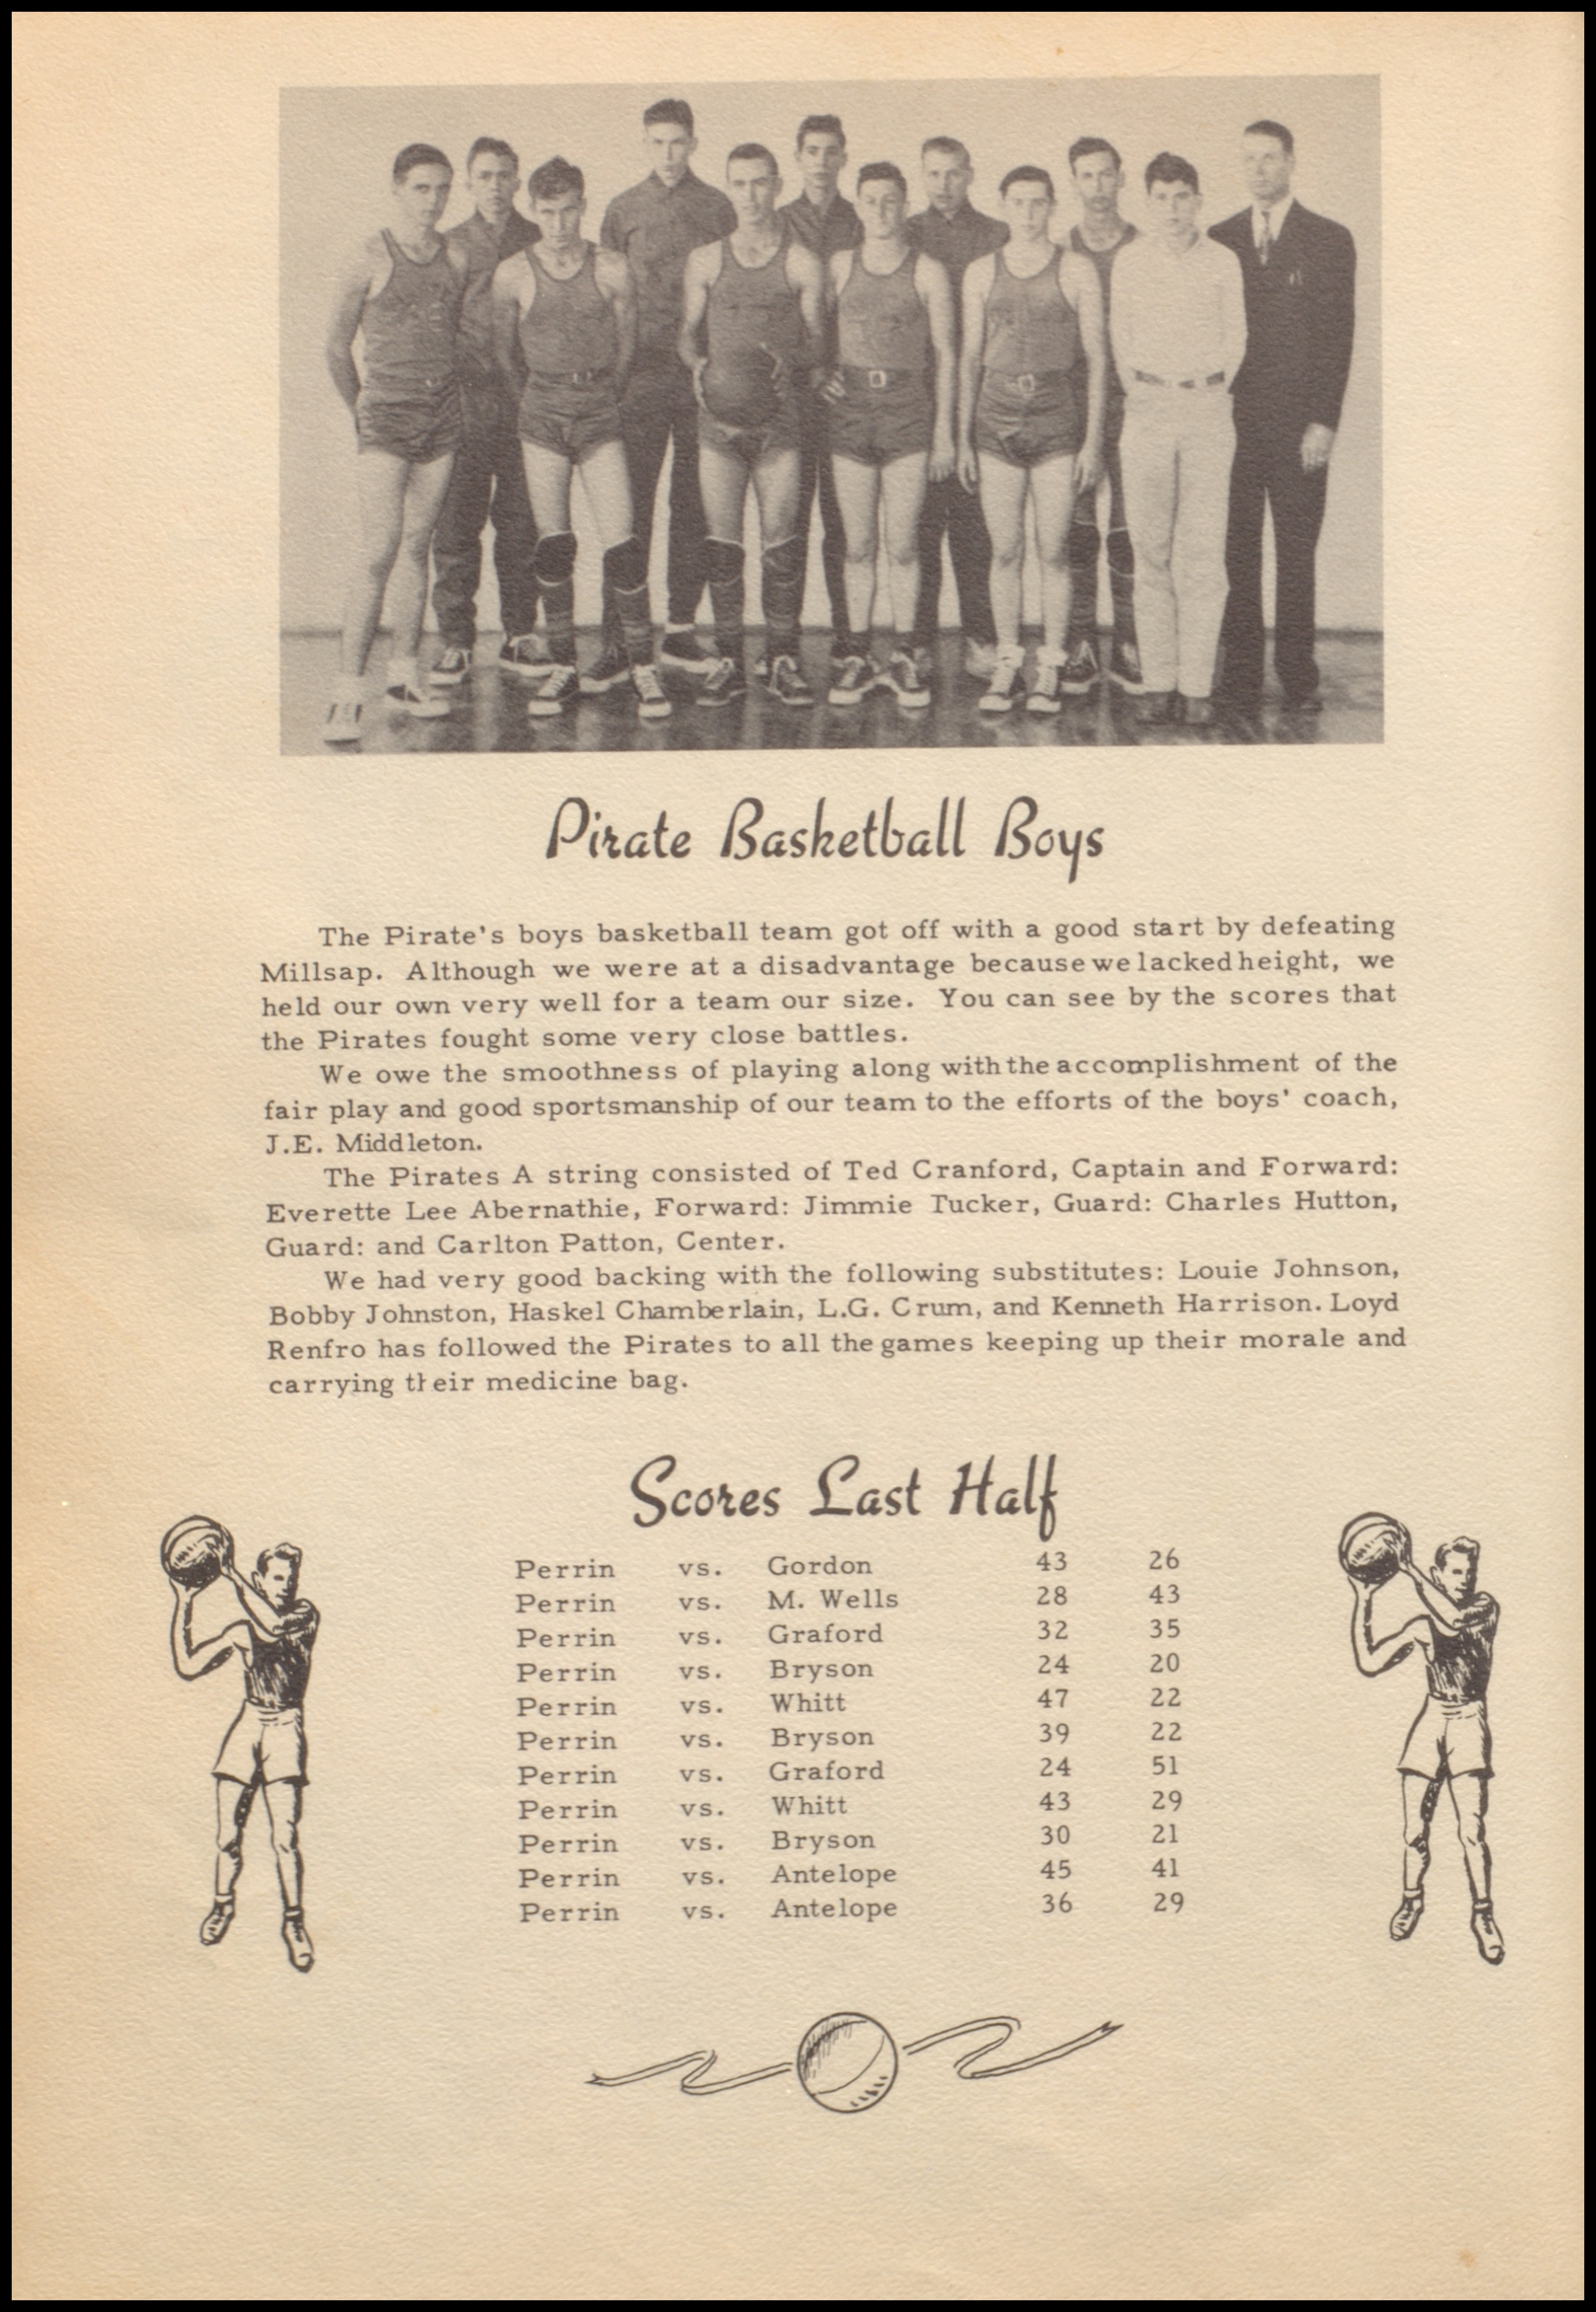 Pirate Basketball Boys
The Pirate's boys basketball team got off with a good start by defeating
Millsap. Although we were at a disadvantage because we lacked height, we
held our own very well for a team our size. You can see by the scores that
the Pirates fought some very close battles.
We owe the smoothness of playing along with the accomplishment of the
fair play and good sportsmanship of our team to the efforts of the boys' coach,
J.E. Middleton.
The Pirates A string consisted of Ted Cranford, Captain and Forward:
Everette Lee Abernathie, Forward: Jimmie Tucker, Guard: Charles Hutton,
Guard: and Carlton Patton, Center.
We had very good backing with the following substitutes: Louie Johnson,
Bobby Johnston, Haskel Chamberlain, L.G. Crum, and Kenneth Harrison. Loyd
Renfro has followed the Pirates to all the games keeping up their morale and
carrying their medicine bag.
Scores Last Half
Perrin vs. Gordon 43 26
Perrin vs. M. Wells 28 43
Perrin vs. Graford 32 35
Perrin vs. Bryson 24 20
Perrin vs. Whitt 47 22
Perrin vs. Bryson 39 22
Perrin vs. Graford 24 51
Perrin vs. Whitt 43 29
Perrin vs. Bryson 30 21
Perrin vs. Antelope 45 41
Perrin vs. Antelope 36 29